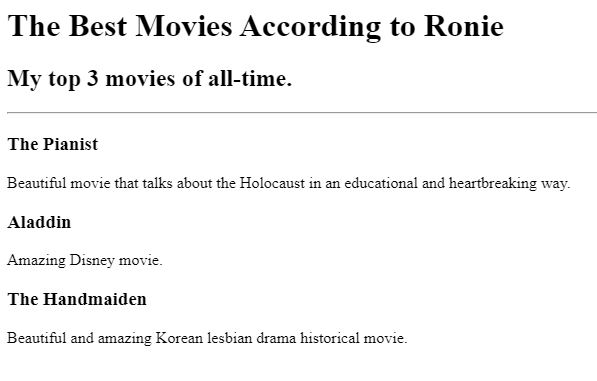 The Best Movies According to Ronie
My top 3 movies of all-time.
The Pianist
Beautiful movie that talks about the Holocaust in an educational and heartbreaking way.
Aladdin
Amazing Disney movie.
The Handmaiden
Beautiful and amazing Korean lesbian drama historical movie.